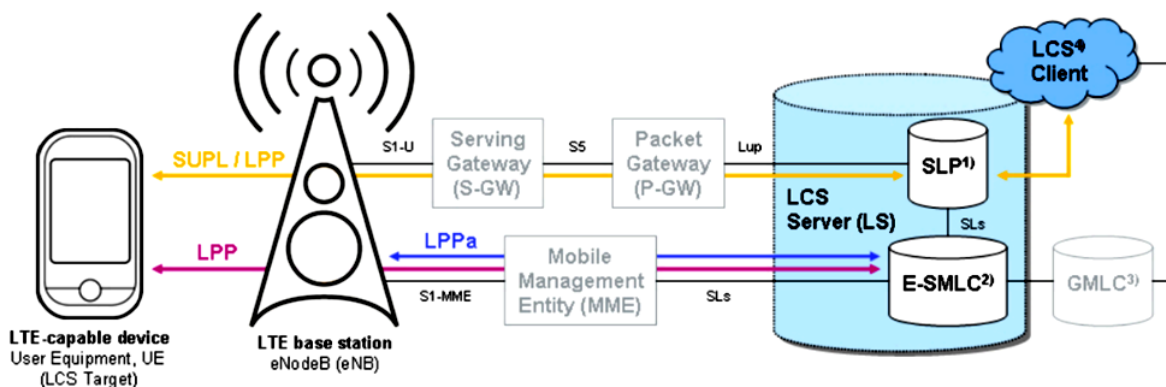 LCS4)
Client
SUPL / LPP
S1-U
Serving
Gateway
(S-GW)
S5
Packet
Gateway
(P-GW)
Lup
SLP1)
LCS
Server (LS)
SLs
LPP
LPPa
S1-MME
Mobile
Management
Entity (MME)
SLs
E-SMLC2)
GMLC3)
LTE-capable device
User Equipment, UE
(LCS Target)
LTE base station
eNodeB (eNB)